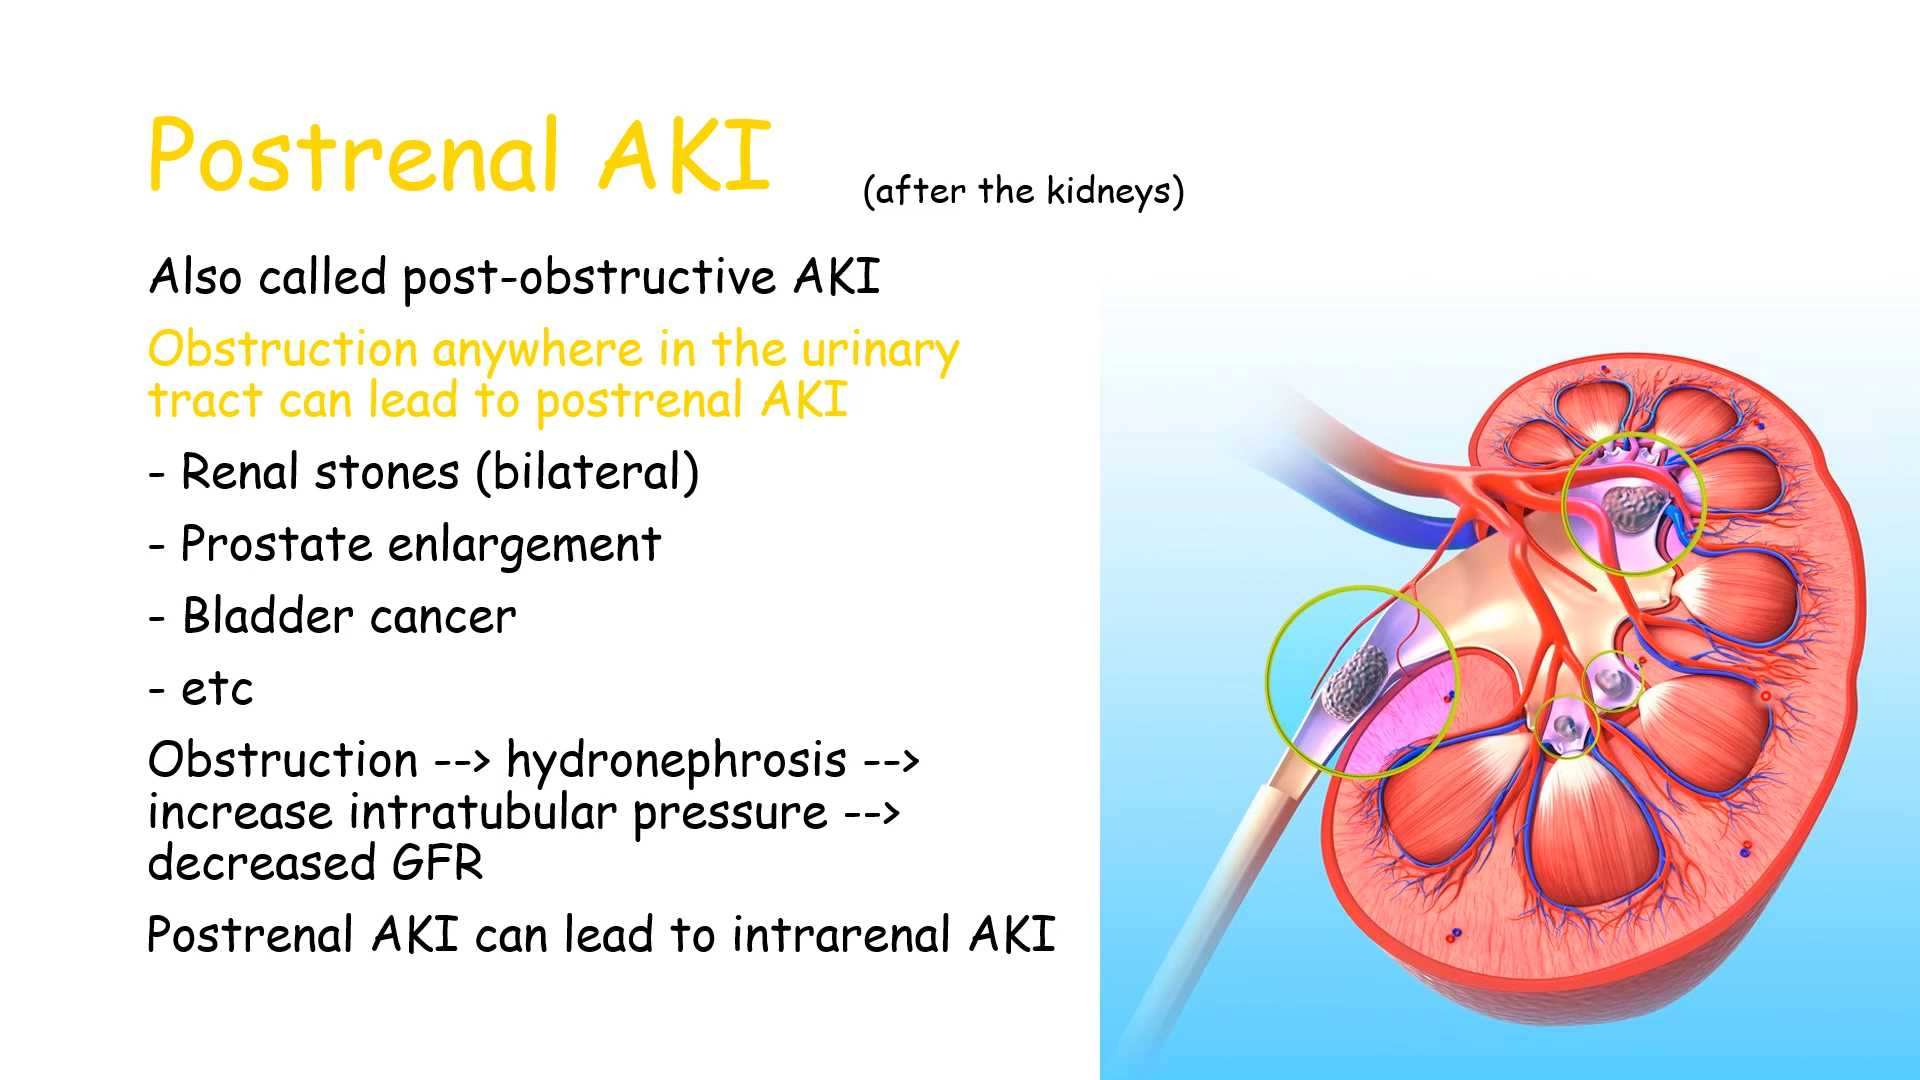 Postrenal AKI
(after the kidneys)
Also called post-obstructive AKI
Obstruction anywhere in the urinary
tract can lead to postrenal AKI
- Renal stones (bilateral)
- Prostate enlargement
- Bladder cancer
- etc
Obstruction --> hydronephrosis -->
increase intratubular pressure -->
decreased GFR
Postrenal AKI can lead to intrarenal AKI